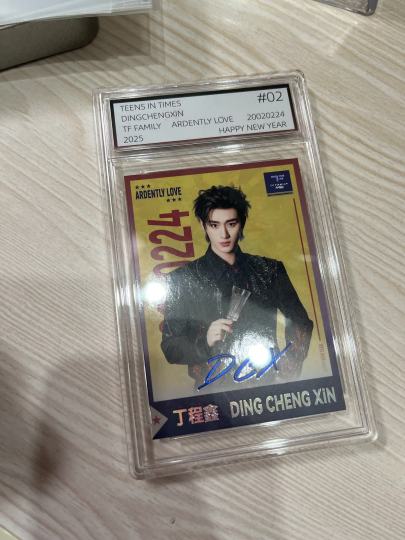 TEENS IN TIMES #02
DINGCHENGXIN
TF FAMILY ARDENTLY LOVE 20020224
2025 HAPPY NEW YEAR
★★★
ARDENTLY LOVE
★★★
0224
DCX
丁程鑫 DING CHENG XIN